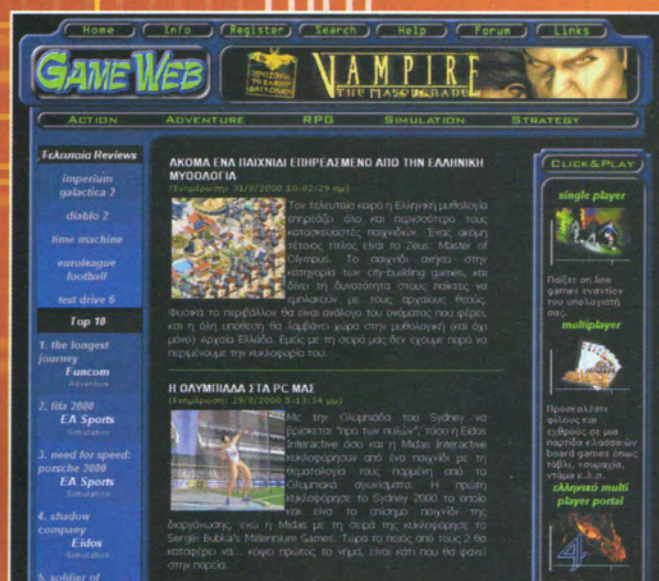 Home Info Register Search Help Forum Links
GAME WEB
VAMPIRE
THE MASQUERADE
ACTION ADVENTURE RPG SIMULATION STRATEGY
Τελευταία Reviews
imperium
galactica 2
diablo 2
time machine
euroleague
football
test drive 6
Top 10
1. the longest
journey
Funcom
Adventure
2. fifa 2000
EA Sports
Simulation
3. need for speed:
porsche 2000
EA Sports
Simulation
4. shadow
company
Eidos
Simulation
5. soldier of
ΑΚΟΜΑ ΕΝΑ ΠΑΙΧΝΙΔΙ ΕΠΗΡΕΑΣΜΕΝΟ ΑΠΟ ΤΗΝ ΕΛΛΗΝΙΚΗ
ΜΥΘΟΛΟΓΙΑ
(Ενημέρωση: 31/8/2000 10:02:29 πμ)
Τον τελευταίο καιρό η Ελληνική μυθολογία
επηρεάζει όλο και περισσότερο τους
κατασκευαστές παιχνιδιών. Ένας ακόμη
τέτοιος τίτλος είναι το Zeus: Master of
Olympus. Το παιχνίδι ανήκει στην
κατηγορία των city-building games, και
δίνει τη δυνατότητα στους παίκτες να
εμπλακούν με τους αρχαίους θεούς.
Φυσικά το περιβάλλον θα είναι ανάλογο του ονόματος που φέρει,
και η όλη υπόθεση θα λαμβάνει χώρα στην μυθολογική (και όχι
μόνο) Αρχαία Ελλάδα. Εμείς με τη σειρά μας δεν έχουμε παρά να
περιμένουμε την κυκλοφορία του.
Η ΟΛΥΜΠΙΑΔΑ ΣΤΑ PC ΜΑΣ
(Ενημέρωση: 29/8/2000 5:13:34 μμ)
Με την Ολυμπιάδα του Sydney να
βρίσκεται "προ των πυλών", τόσο η Eidos
Interactive όσο και η Midas Interactive
κυκλοφόρησαν από ένα παιχνίδι με τη
θεματολογία τους παρμένη από το
Ολυμπιακά αγωνίσματα. Η πρώτη
κυκλοφόρησε το Sydney 2000 το οποίο
και είναι το επίσημο παιχνίδι της
διοργάνωσης, ενώ η Midas με τη σειρά της κυκλοφόρησε το
Sergei Bubka's Millennium Games. Τώρα το ποιός από τους 2 θα
καταφέρει να... κόψει πρώτος το νήμα, είναι κάτι που θα φανεί
στην πορεία.
CLICK&PLAY
single player
Παίξτε on line
games εναντίον
του υπολογιστή
σας.
multiplayer
Προσκαλέστε
φίλους και
εχθρούς σε μια
παρτίδα κλασσικών
board games όπως
τάβλι, ναυμαχία,
ντάμα κ.λ.π.
ελληνικό multi
player portal
4